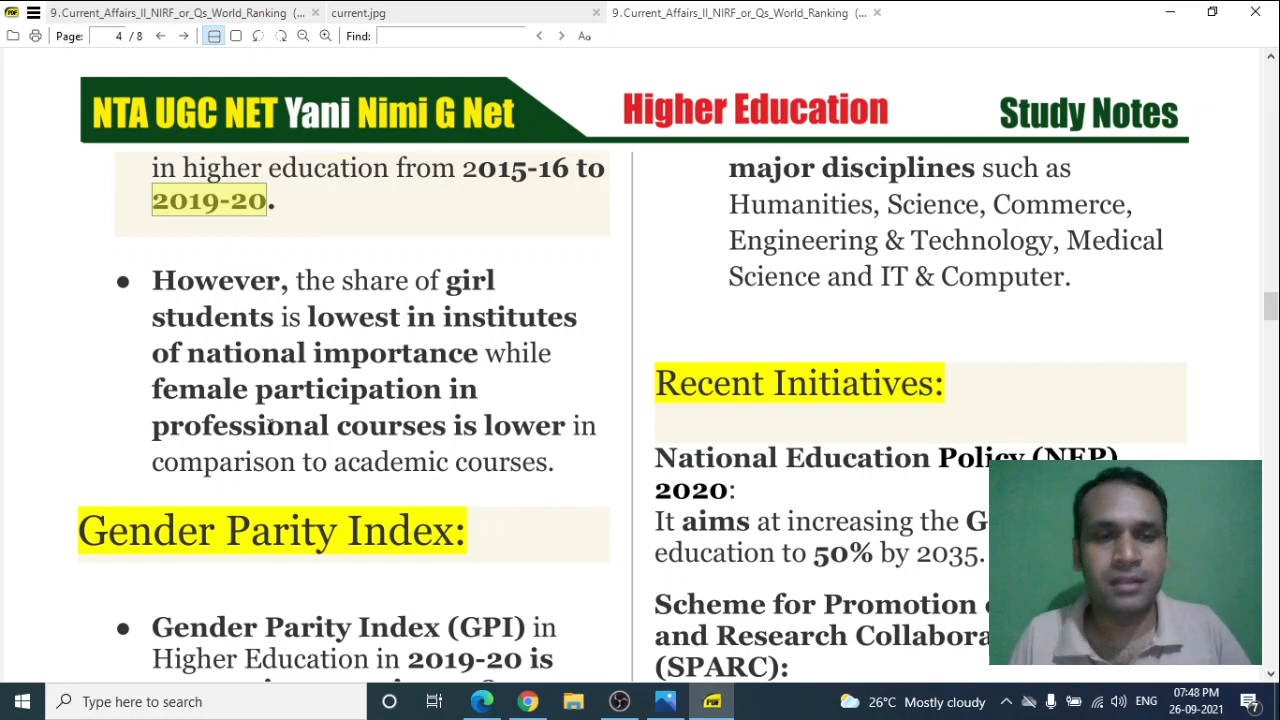 9.Current_Affairs_II_NIRF_or_Qs_World_Ranking (...
current.jpg
9.Current_Affairs_II_NIRF_or_Qs_World_Ranking (...
Page: 4 / 8
Find:
NTA UGC NET Yani Nimi G Net
Higher Education
Study Notes
in higher education from 2015-16 to
2019-20.
● However, the share of girl
students is lowest in institutes
of national importance while
female participation in
professional courses is lower in
comparison to academic courses.
Gender Parity Index:
● Gender Parity Index (GPI) in
Higher Education in 2019-20 is
major disciplines such as
Humanities, Science, Commerce,
Engineering & Technology, Medical
Science and IT & Computer.
Recent Initiatives:
National Education Policy (NEP)
2020:
It aims at increasing the G
education to 50% by 2035.
Scheme for Promotion
and Research Collabora
(SPARC):
Type here to search
26°C Mostly cloudy
ENG
07:48 PM
26-09-2021
7